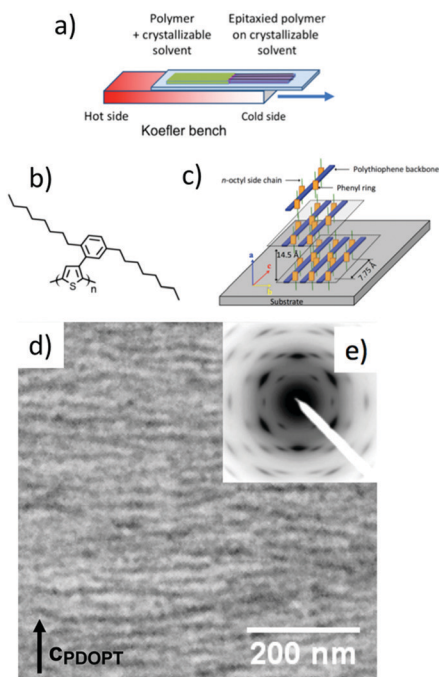 a)
Polymer
+ crystallizable
solvent
Epitaxied polymer
on crystallizable
solvent
Hot side
Cold side
Koefler bench
b)
S
n
c)
Polythiophene backbone
n-octyl side chain
Phenyl ring
14.5 Å
7.75 Å
a
c
b
Substrate
d)
e)
cPDOPT
200 nm